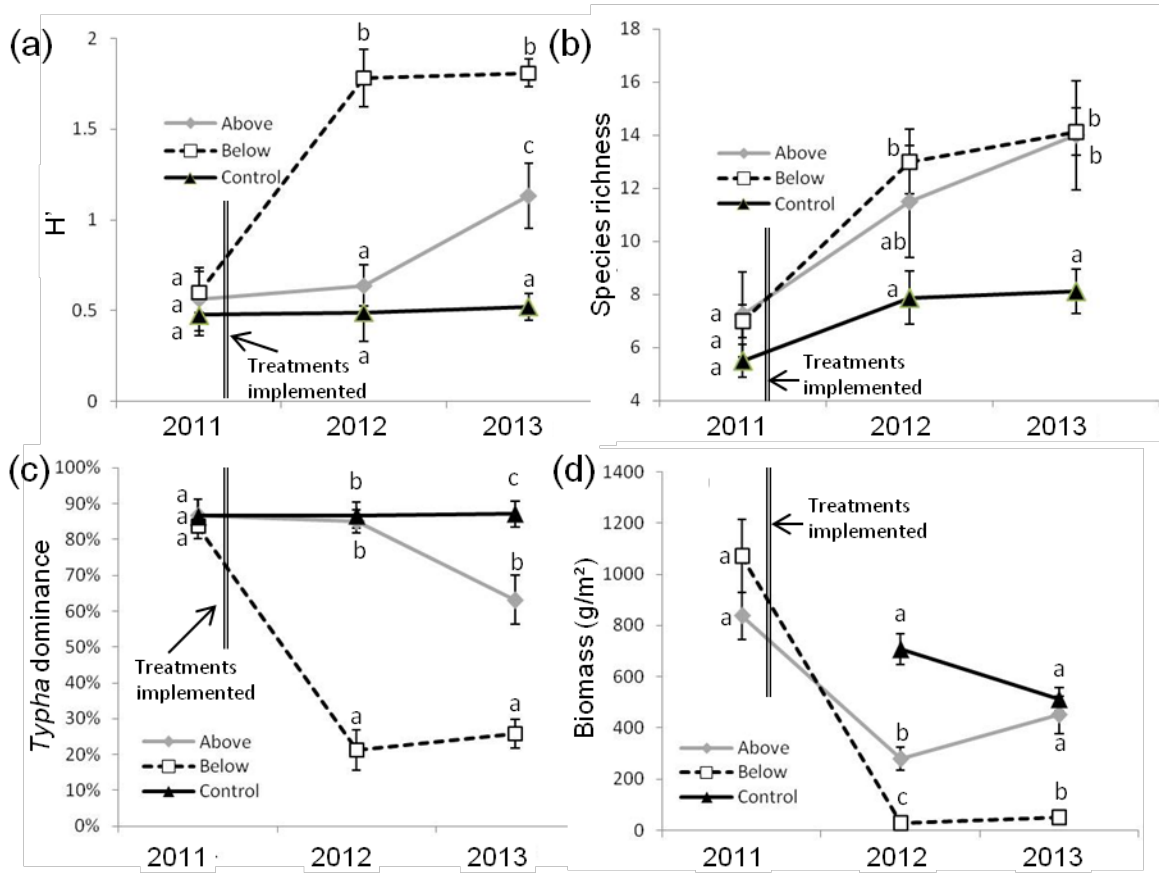 (a)
2
1.5
1
0.5
0
H'
Above
Below
Control
a
a
a
b
a
a
b
c
a
Treatments
implemented
2011
2012
2013
(b)
18
16
14
12
10
8
6
4
Species richness
Above
Below
Control
a
a
a
b
ab
a
b
b
a
Treatments
implemented
2011
2012
2013
(c)
100%
90%
80%
70%
60%
50%
40%
30%
20%
10%
0%
Typha dominance
a
a
a
b
b
a
c
b
a
Treatments
implemented
Above
Below
Control
2011
2012
2013
(d)
1400
1200
1000
800
600
400
200
0
Biomass (g/m²)
Treatments
implemented
a
a
a
b
c
a
a
b
Above
Below
Control
2011
2012
2013